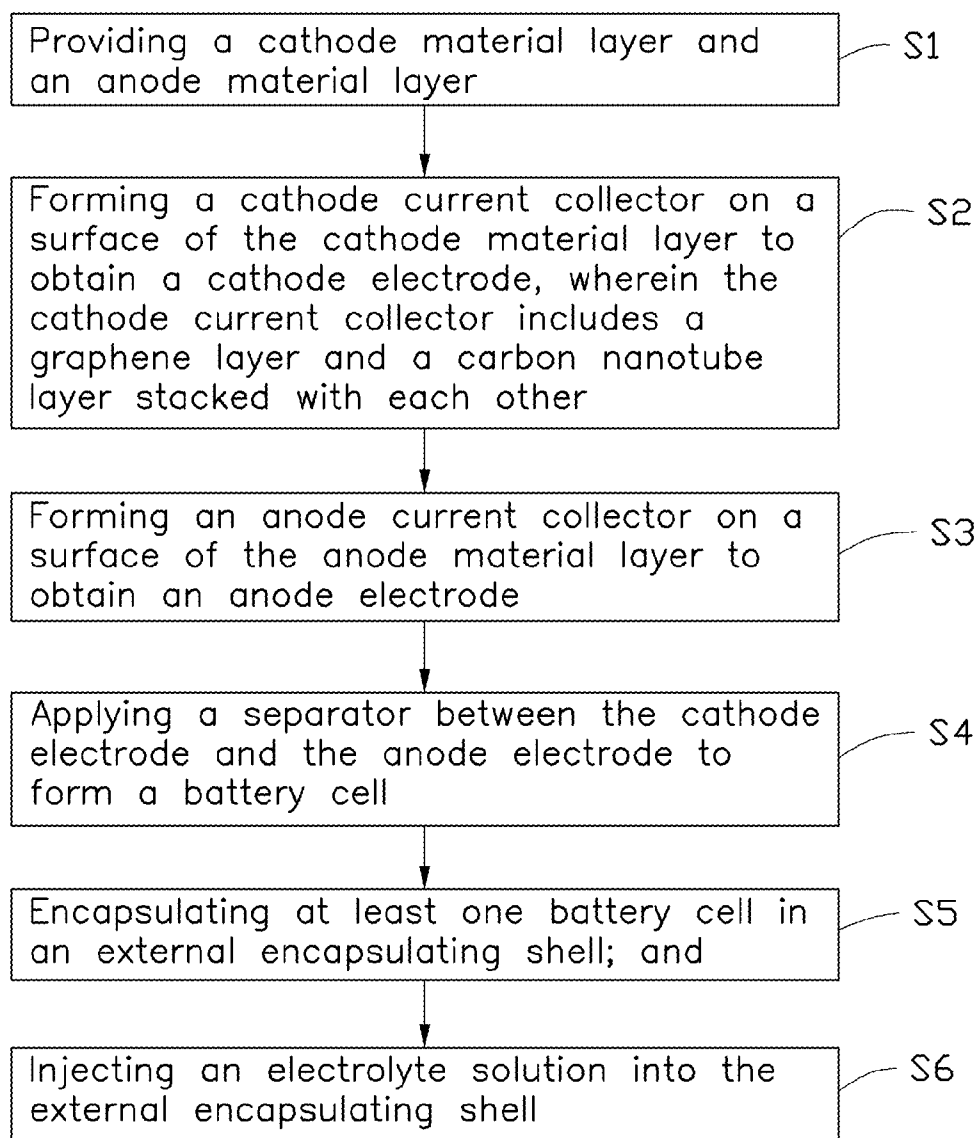 Providing a cathode material layer and
an anode material layer
S1
Forming a cathode current collector on a
surface of the cathode material layer to
obtain a cathode electrode, wherein the
cathode current collector includes a
graphene layer and a carbon nanotube
layer stacked with each other
S2
Forming an anode current collector on a
surface of the anode material layer to
obtain an anode electrode
S3
Applying a separator between the cathode
electrode and the anode electrode to
form a battery cell
S4
Encapsulating at least one battery cell in
an external encapsulating shell; and
S5
Injecting an electrolyte solution into the
external encapsulating shell
S6